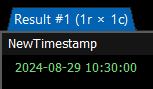 Result #1 (1r × 1c)
NewTimestamp
2024-08-29 10:30:00